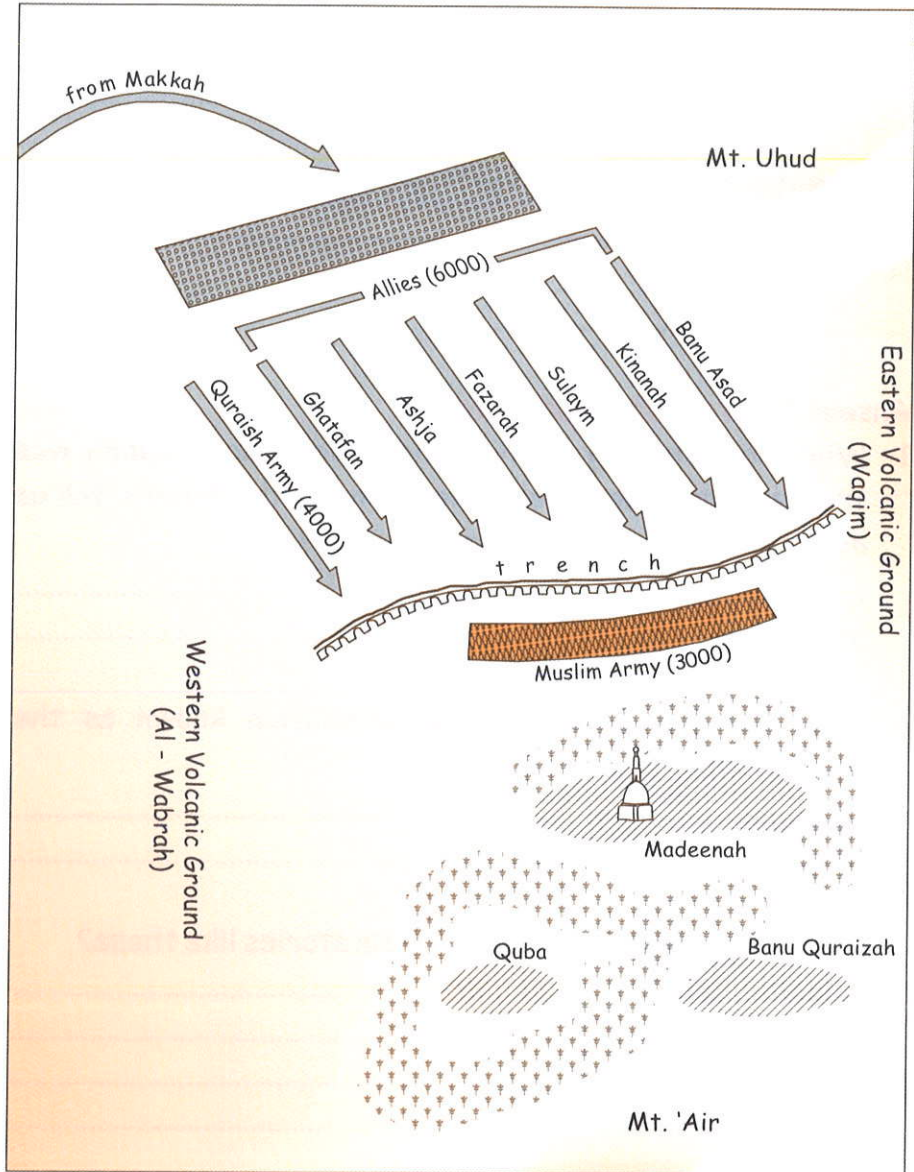 from Makkah
Mt. Uhud
Allies (6000)
Quraish Army (4000)
Ghatafan
Ashja
Fazarah
Sulaym
Kinanah
Banu Asad
Eastern Volcanic Ground
(Waqim)
trench
Muslim Army (3000)
Western Volcanic Ground
(Al - Wabrah)
Madeenah
Quba
Banu Quraizah
Mt. 'Air